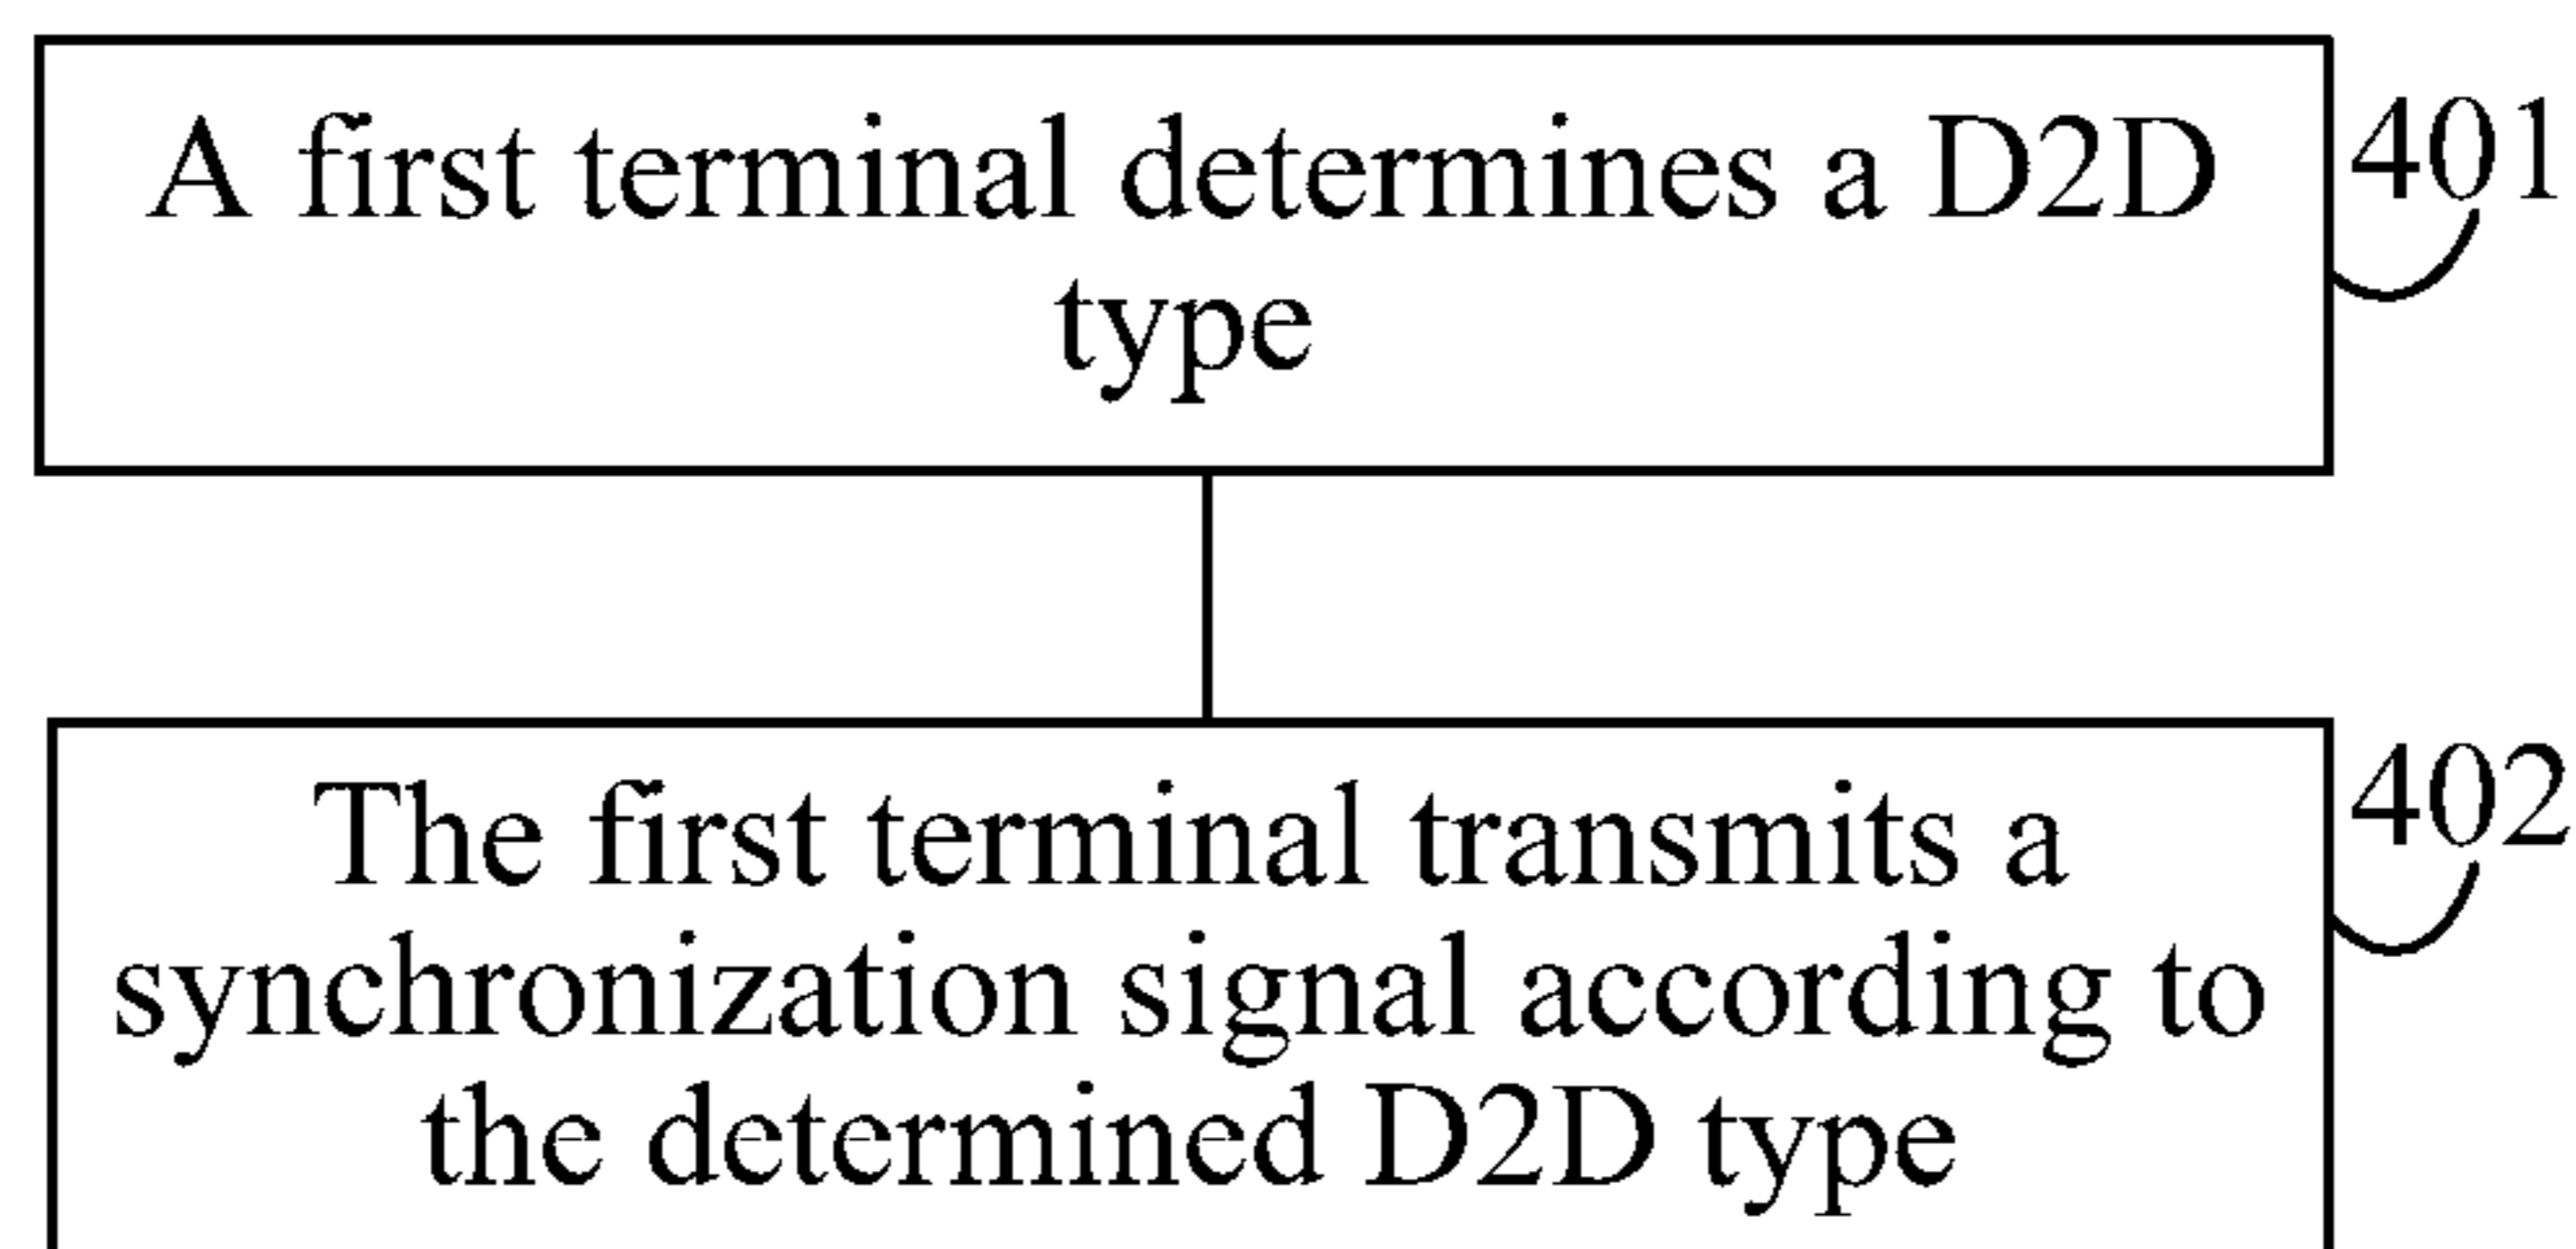 A first terminal determines a D2D
type
401
The first terminal transmits a
synchronization signal according to
the determined D2D type
402